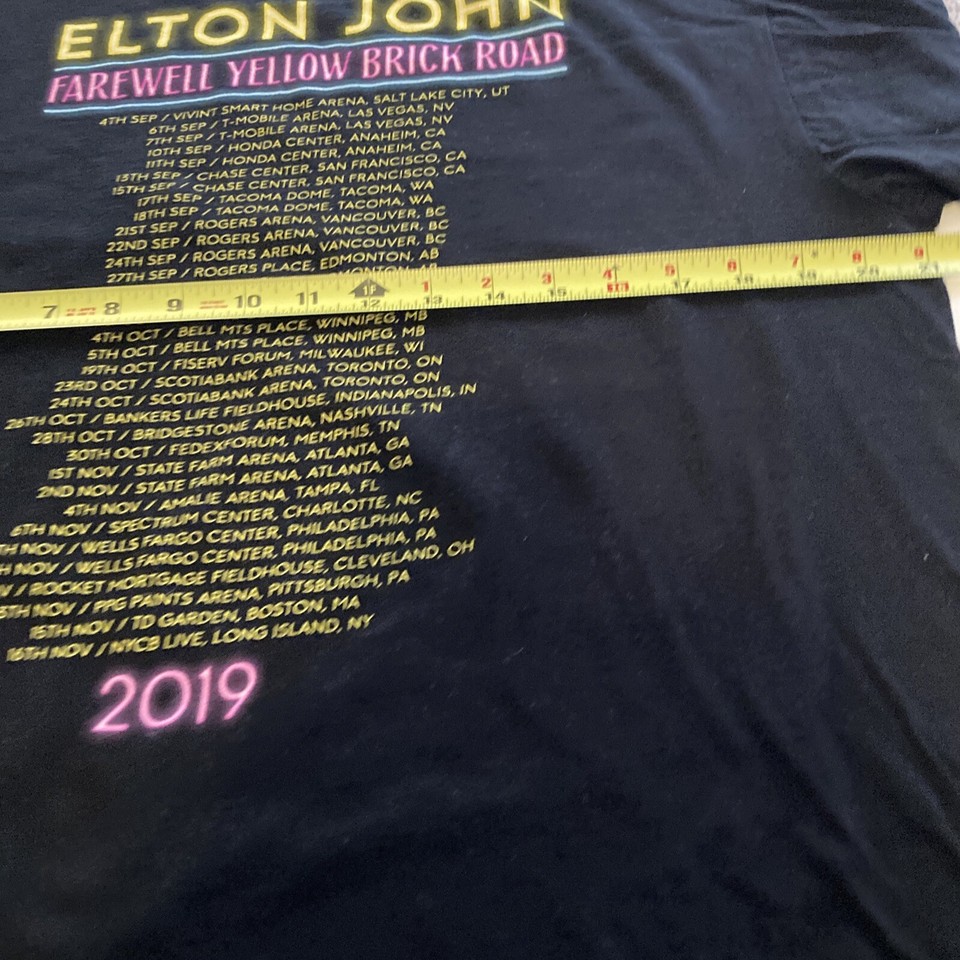 ELTON JOHN
FAREWELL YELLOW BRICK ROAD
4TH SEP / VIVINT SMART HOME ARENA, SALT LAKE CITY, UT
6TH SEP / T-MOBILE ARENA, LAS VEGAS, NV
7TH SEP / T-MOBILE ARENA, LAS VEGAS, NV
10TH SEP / HONDA CENTER, ANAHEIM, CA
11TH SEP / HONDA CENTER, ANAHEIM, CA
13TH SEP / CHASE CENTER, SAN FRANCISCO, CA
15TH SEP / CHASE CENTER, SAN FRANCISCO, CA
17TH SEP / TACOMA DOME, TACOMA, WA
18TH SEP / TACOMA DOME, TACOMA, WA
21ST SEP / ROGERS ARENA, VANCOUVER, BC
22ND SEP / ROGERS ARENA, VANCOUVER, BC
24TH SEP / ROGERS ARENA, VANCOUVER, BC
27TH SEP / ROGERS PLACE, EDMONTON, AB
1F 1 2 3 4 5 6 7 8 9
7 8 9 10 11 12 13 14 15 17 18 19 20 21
4TH OCT / BELL MTS PLACE, WINNIPEG, MB
5TH OCT / BELL MTS PLACE, WINNIPEG, MB
19TH OCT / FISERV FORUM, MILWAUKEE, WI
23RD OCT / SCOTIABANK ARENA, TORONTO, ON
24TH OCT / SCOTIABANK ARENA, TORONTO, ON
26TH OCT / BANKERS LIFE FIELDHOUSE, INDIANAPOLIS, IN
28TH OCT / BRIDGESTONE ARENA, NASHVILLE, TN
30TH OCT / FEDEXFORUM, MEMPHIS, TN
1ST NOV / STATE FARM ARENA, ATLANTA, GA
2ND NOV / STATE FARM ARENA, ATLANTA, GA
4TH NOV / AMALIE ARENA, TAMPA, FL
6TH NOV / SPECTRUM CENTER, CHARLOTTE, NC
TH NOV / WELLS FARGO CENTER, PHILADELPHIA, PA
H NOV / WELLS FARGO CENTER, PHILADELPHIA, PA
V / ROCKET MORTGAGE FIELDHOUSE, CLEVELAND, OH
3TH NOV / PPG PAINTS ARENA, PITTSBURGH, PA
15TH NOV / TD GARDEN, BOSTON, MA
16TH NOV / NYCB LIVE, LONG ISLAND, NY
2019